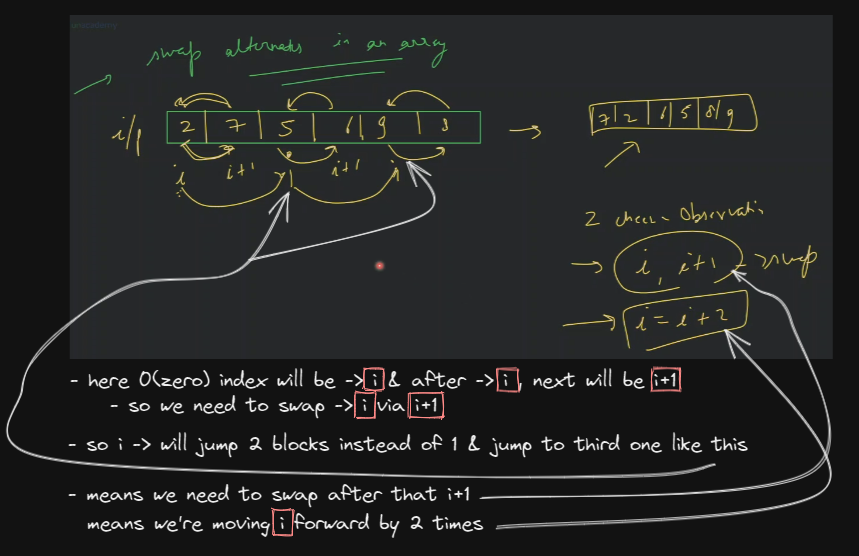 swap alternate in an array
i/p
2 7 5 6 9 8
7 2 6 5 8 9
i i+1 i i+1 i
2 cheeze Observati
i, i+1 → swap
i = i+2
- here 0(zero) index will be -> i & after -> i, next will be i+1
- so we need to swap -> i via i+1
- so i -> will jump 2 blocks instead of 1 & jump to third one like this
- means we need to swap after that i+1
means we're moving i forward by 2 times